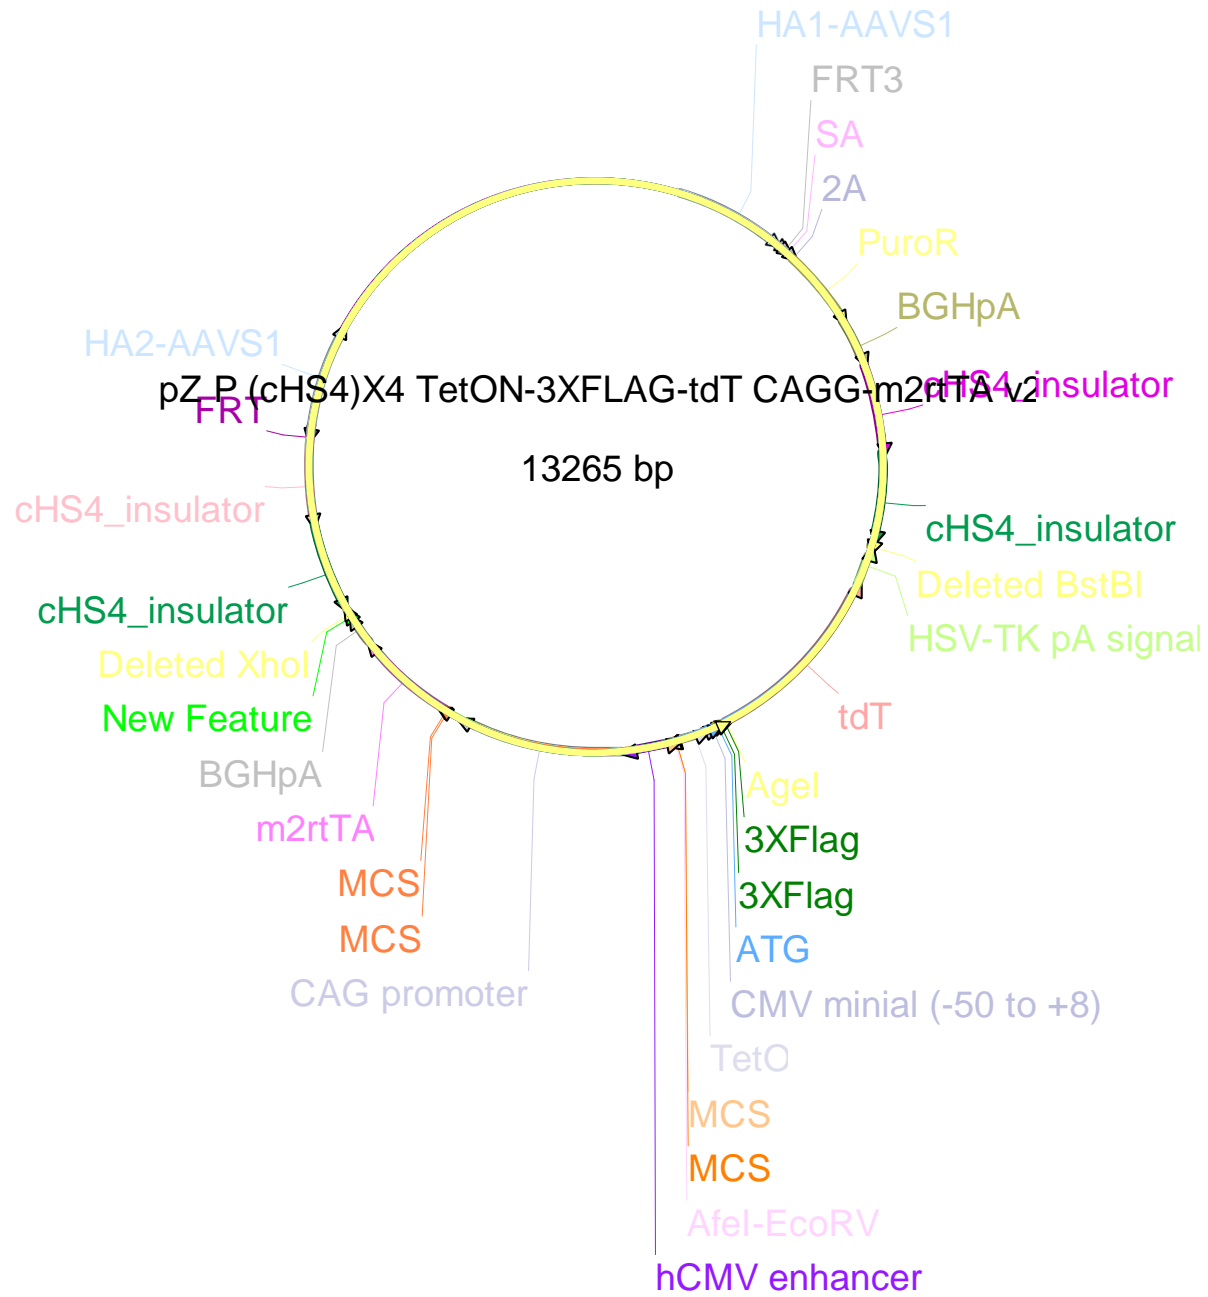 HA1-AAVS1
FRT3
SA
2A
PuroR
BGHpA
HA2-AAVS1
pZ P (cHS4)X4 TetON-3XFLAG-tdT CAGG-m2rtTA v2
cHS4_insulator
FRT
13265 bp
cHS4_insulator
cHS4_insulator
Deleted BstBI
cHS4_insulator
HSV-TK pA signal
Deleted XhoI
New Feature
tdT
BGHpA
AgeI
m2rtTA
3XFlag
MCS
3XFlag
MCS
ATG
CAG promoter
CMV minial (-50 to +8)
TetO
MCS
MCS
AfeI-EcoRV
hCMV enhancer